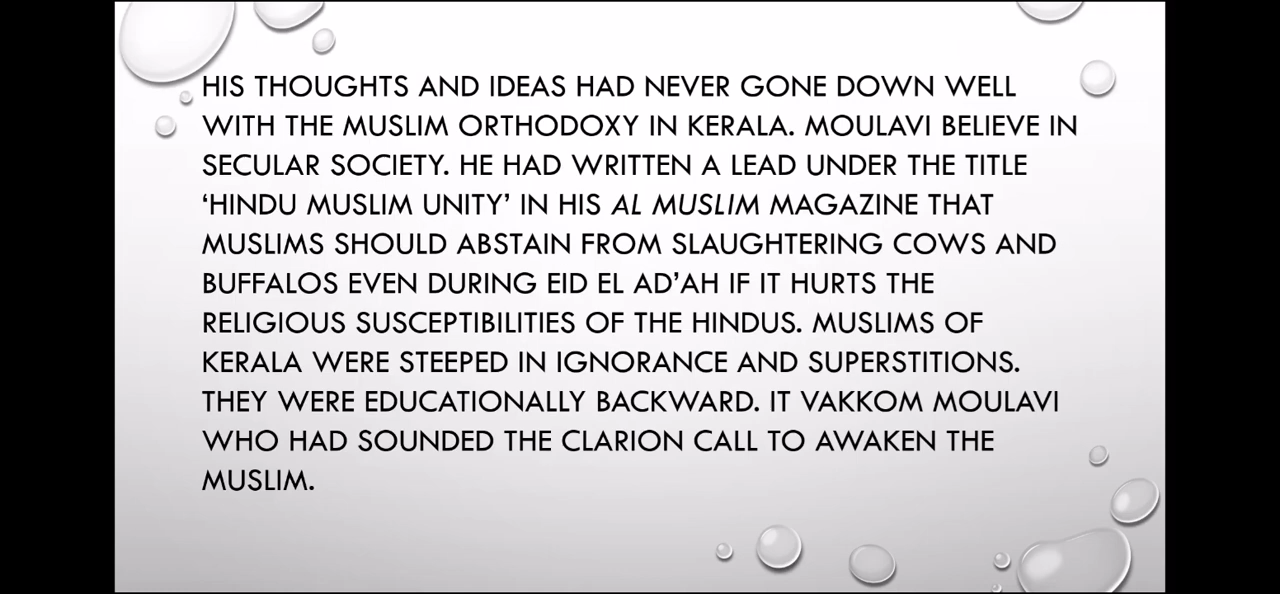 HIS THOUGHTS AND IDEAS HAD NEVER GONE DOWN WELL
WITH THE MUSLIM ORTHODOXY IN KERALA. MOULAVI BELIEVE IN
SECULAR SOCIETY. HE HAD WRITTEN A LEAD UNDER THE TITLE
‘HINDU MUSLIM UNITY’ IN HIS AL MUSLIM MAGAZINE THAT
MUSLIMS SHOULD ABSTAIN FROM SLAUGHTERING COWS AND
BUFFALOS EVEN DURING EID EL AD’AH IF IT HURTS THE
RELIGIOUS SUSCEPTIBILITIES OF THE HINDUS. MUSLIMS OF
KERALA WERE STEEPED IN IGNORANCE AND SUPERSTITIONS.
THEY WERE EDUCATIONALLY BACKWARD. IT VAKKOM MOULAVI
WHO HAD SOUNDED THE CLARION CALL TO AWAKEN THE
MUSLIM.